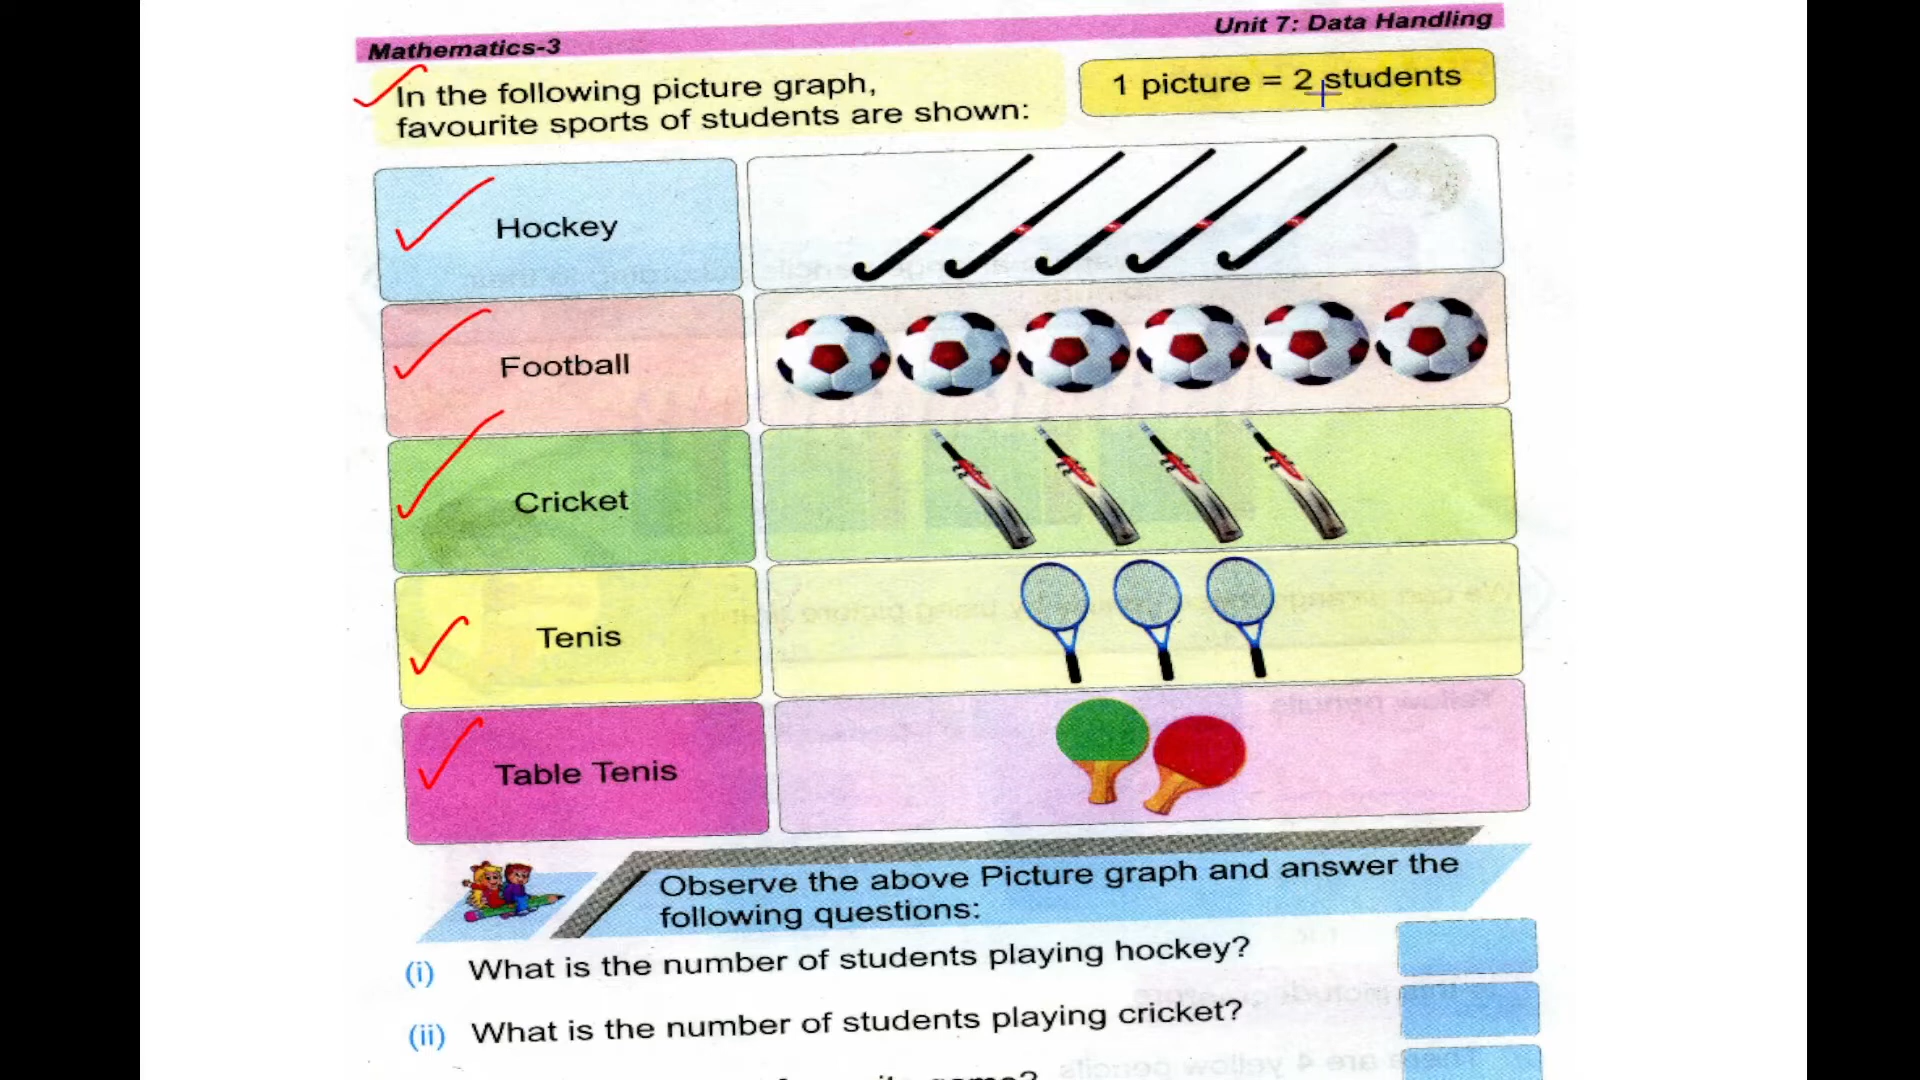 Mathematics-3
Unit 7: Data Handling
In the following picture graph,
favourite sports of students are shown:
1 picture = 2 students
Hockey
Football
Cricket
Tenis
Table Tenis
Observe the above Picture graph and answer the
following questions:
(i) What is the number of students playing hockey?
(ii) What is the number of students playing cricket?
game?